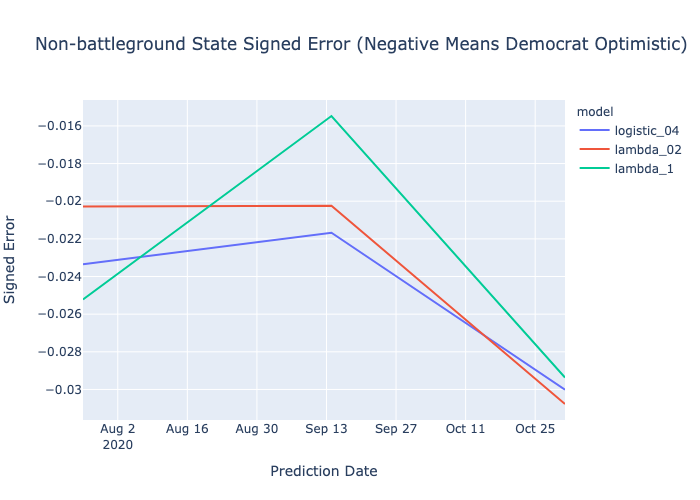 Non-battleground State Signed Error (Negative Means Democrat Optimistic)
model
logistic_04
lambda_02
lambda_1
−0.016
−0.018
−0.02
−0.022
−0.024
−0.026
−0.028
−0.03
Signed Error
Aug 2 Aug 16 Aug 30 Sep 13 Sep 27 Oct 11 Oct 25
2020
Prediction Date